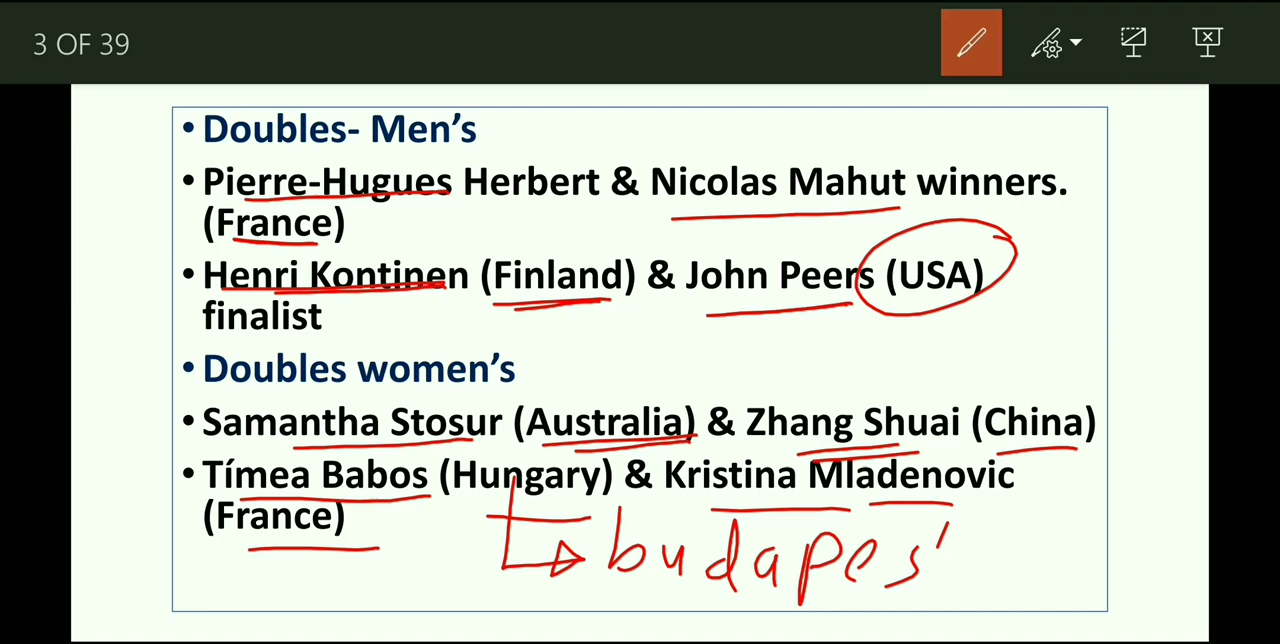 3 OF 39
• Doubles- Men's
• Pierre-Hugues Herbert & Nicolas Mahut winners.
(France)
• Henri Kontinen (Finland) & John Peers (USA)
finalist
• Doubles women's
• Samantha Stosur (Australia) & Zhang Shuai (China)
• Tímea Babos (Hungary) & Kristina Mladenovic
(France)
budapes'